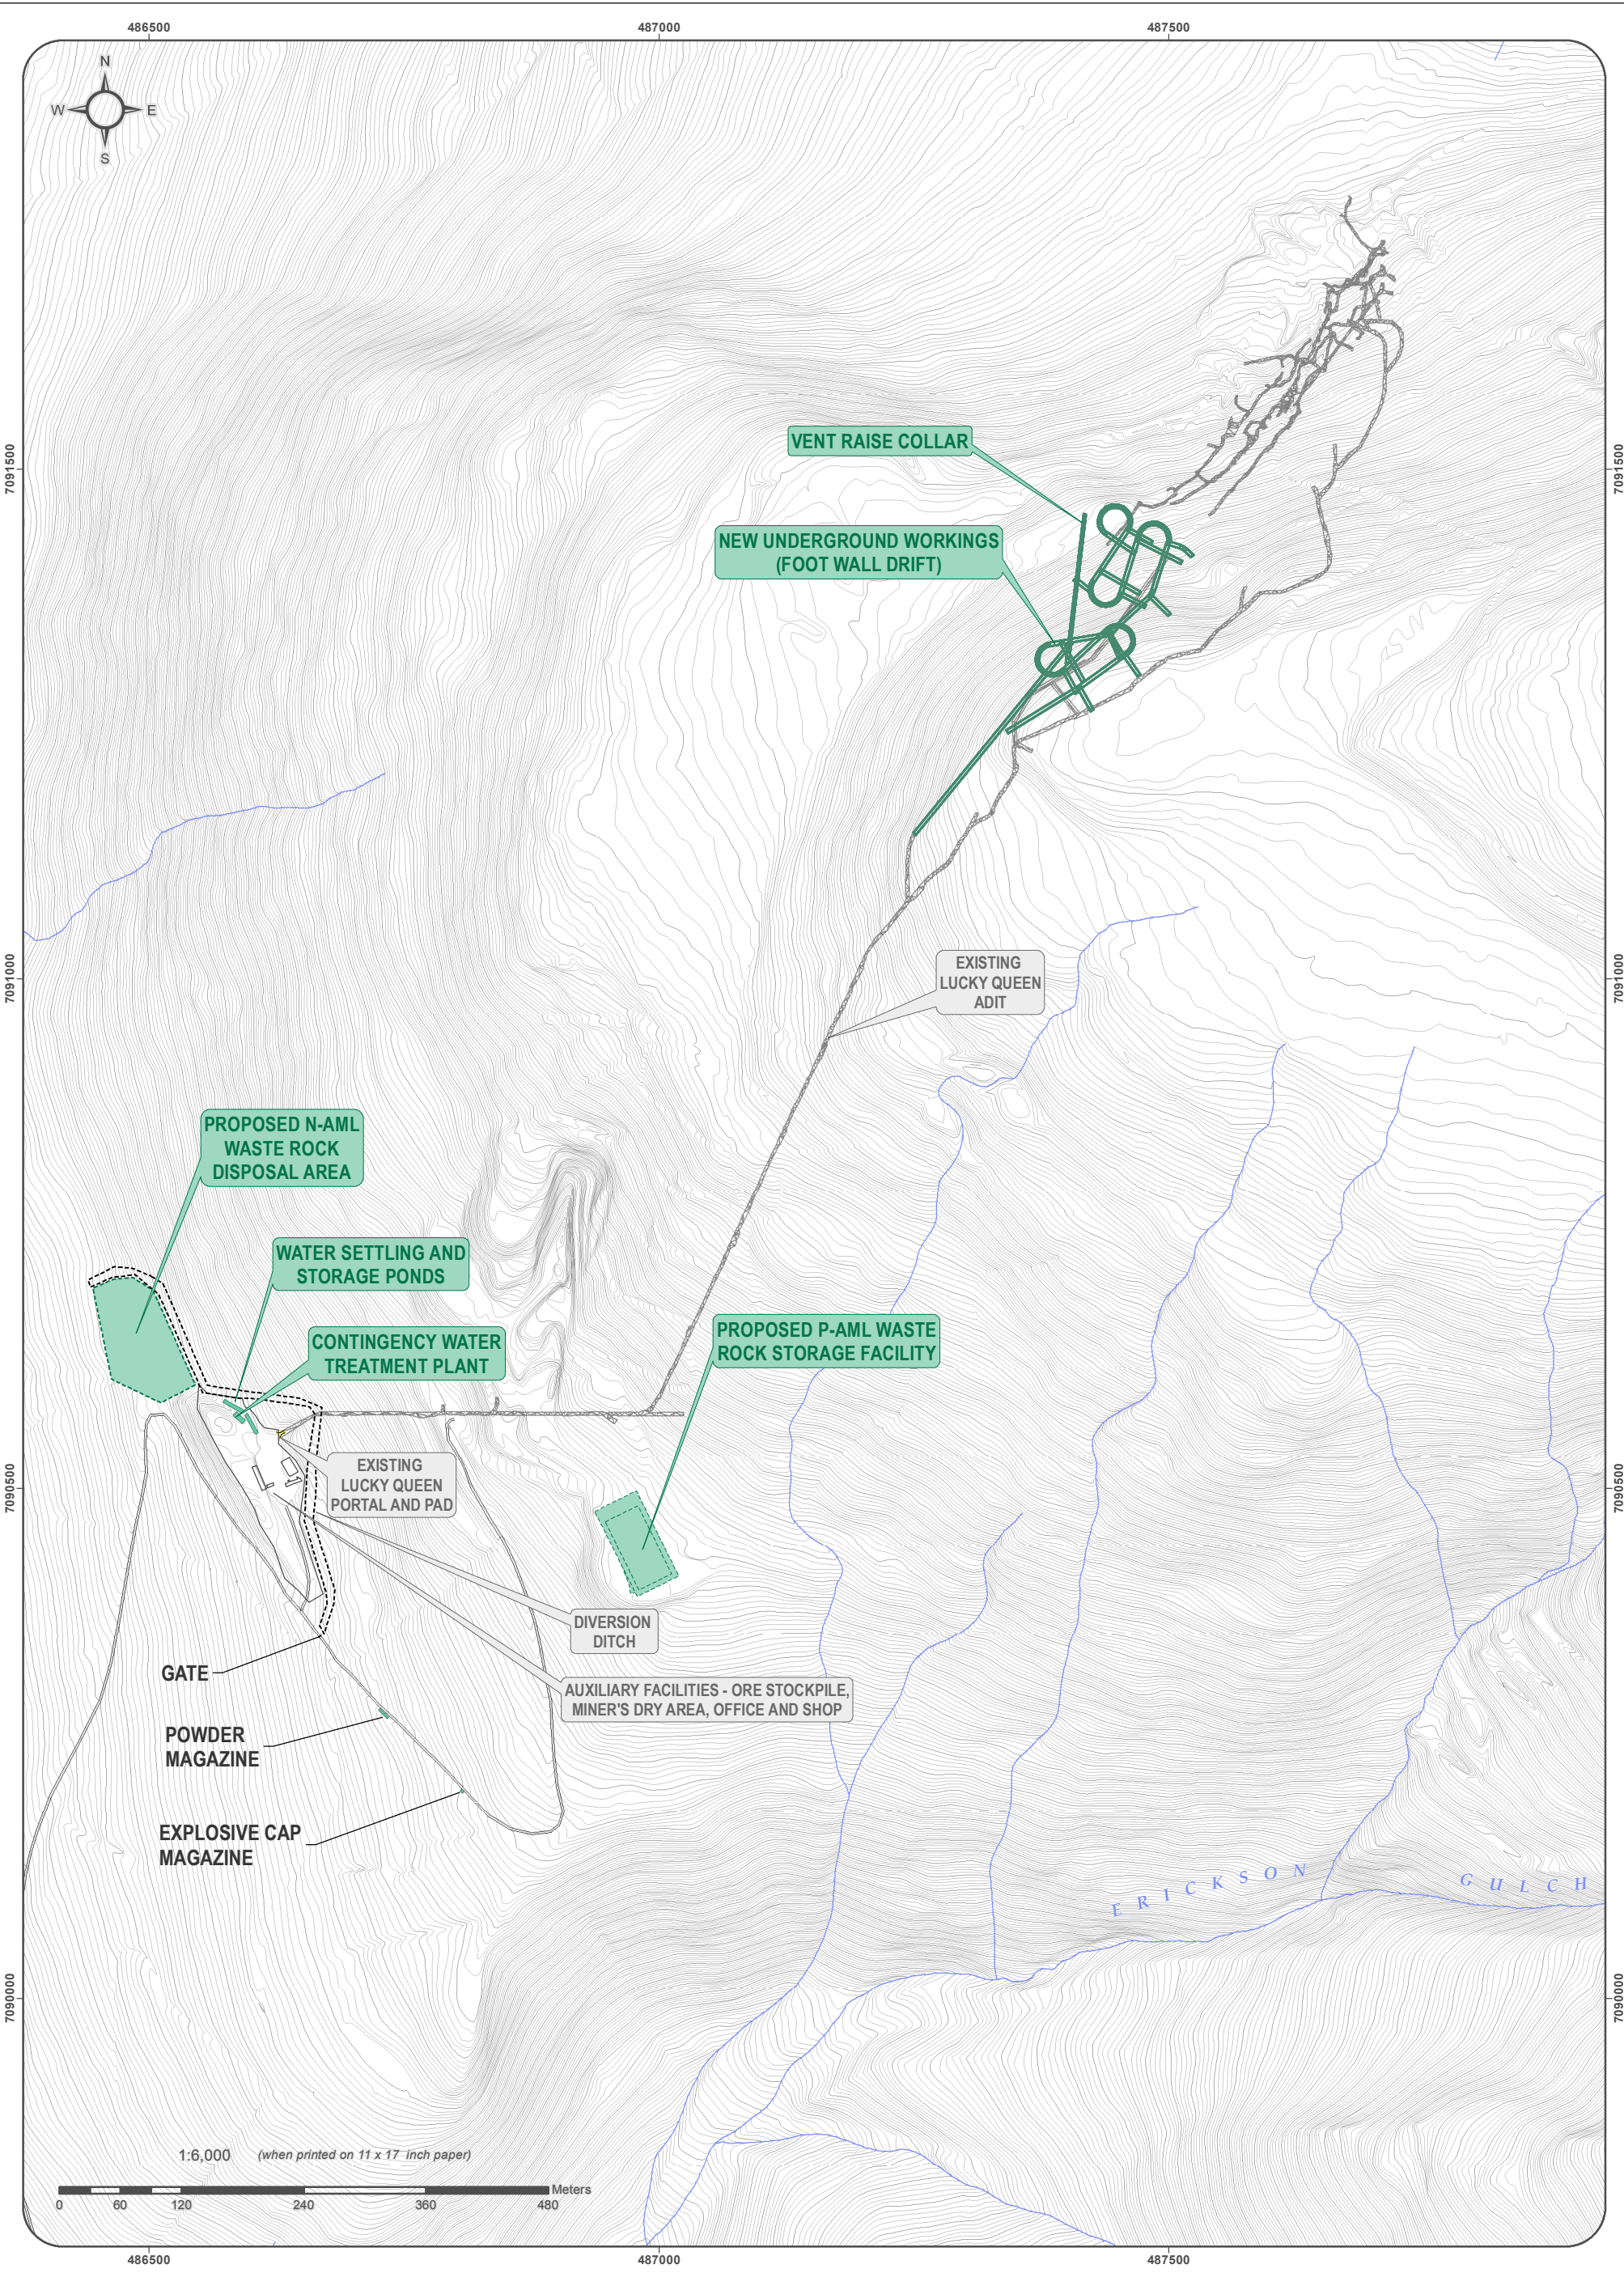 486500
487000
487500
N
W
E
S
7091500
7091500
VENT RAISE COLLAR
NEW UNDERGROUND WORKINGS
(FOOT WALL DRIFT)
7091000
7091000
EXISTING
LUCKY QUEEN
ADIT
PROPOSED N-AML
WASTE ROCK
DISPOSAL AREA
WATER SETTLING AND
STORAGE PONDS
CONTINGENCY WATER
TREATMENT PLANT
PROPOSED P-AML WASTE
ROCK STORAGE FACILITY
7090500
7090500
EXISTING
LUCKY QUEEN
PORTAL AND PAD
DIVERSION
DITCH
GATE
AUXILIARY FACILITIES - ORE STOCKPILE,
MINER'S DRY AREA, OFFICE AND SHOP
POWDER
MAGAZINE
EXPLOSIVE CAP
MAGAZINE
ERICKSON GULCH
7090000
7090000
1:6,000 (when printed on 11 x 17 inch paper)
Meters
0 60 120 240 360 480
486500
487000
487500